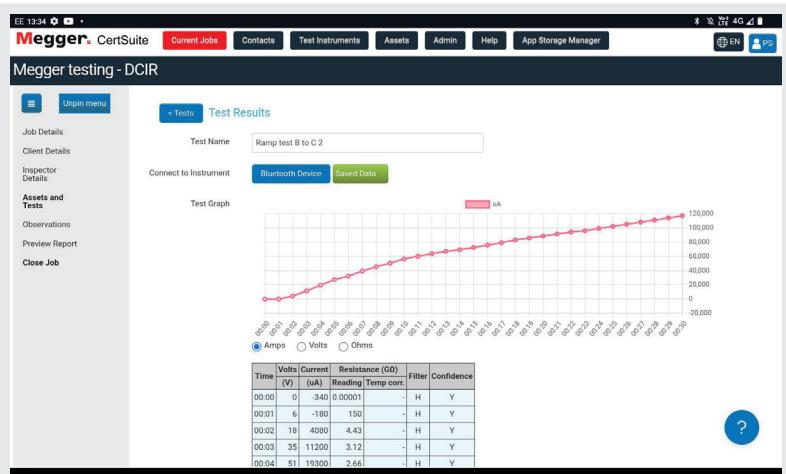 EE 13:34
Vo+) LTE 4G
Megger. CertSuite Current Jobs Contacts Test Instruments Assets Admin Help App Storage Manager EN PS
Megger testing - DCIR
Unpin menu
< Tests Test Results
Job Details
Client Details
Inspector
Details
Assets and
Tests
Observations
Preview Report
Close Job
Test Name Ramp test B to C 2
Connect to Instrument Bluetooth Device Saved Data
Test Graph uA
120,000
100,000
80,000
60,000
40,000
20,000
0
-20,000
00:00 00:01 00:02 00:03 00:04 00:05 00:06 00:07 00:08 00:09 00:10 00:11 00:12 00:13 00:14 00:15 00:16 00:17 00:18 00:19 00:20 00:21 00:22 00:23 00:24 00:25 00:26 00:27 00:28 00:29 00:30
Amps Volts Ohms
Time Volts Current Resistance (GΩ) Filter Confidence
(V) (uA) Reading Temp corr.
00:00 0 -340 0.00001 - H Y
00:01 6 -180 150 - H Y
00:02 18 4080 4.43 - H Y
00:03 35 11200 3.12 - H Y
00:04 51 19300 2.66 - H Y
?